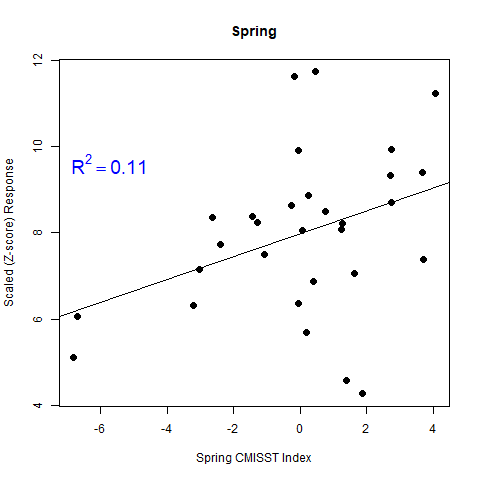 Spring
12
10
8
6
4
R² = 0.11
Scaled (Z-score) Response
-6 -4 -2 0 2 4
Spring CMISST Index